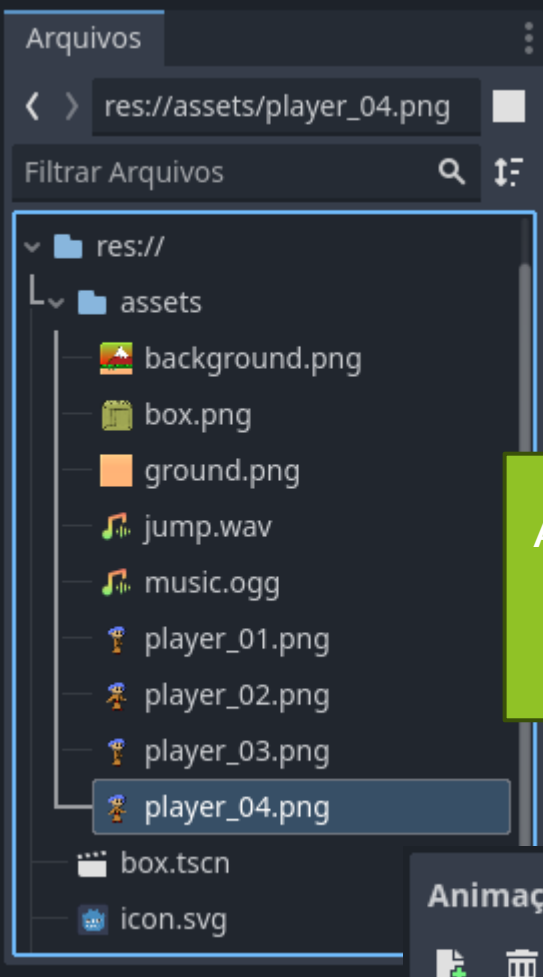 Arquivos
res://assets/player_04.png
Filtrar Arquivos
res://
assets
background.png
box.png
ground.png
jump.wav
music.ogg
player_01.png
player_02.png
player_03.png
player_04.png
box.tscn
icon.svg